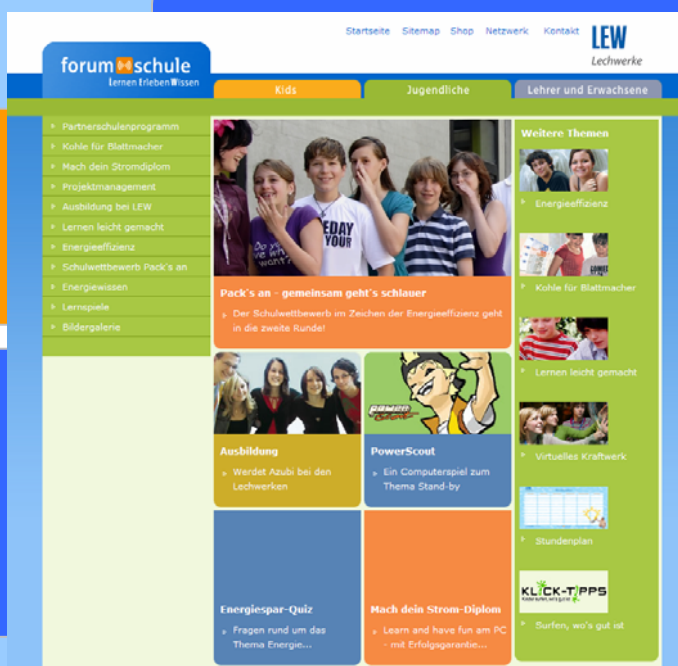 Startseite Sitemap Shop Netzwerk Kontakt
LEW
Lechwerke
forum schule
Lernen Erleben Wissen
Kids
Jugendliche
Lehrer und Erwachsene
Partnerschulenprogramm
Kohle für Blattmacher
Mach dein Stromdiplom
Projektmanagement
Ausbildung bei LEW
Lernen leicht gemacht
Energieeffizienz
Schulwettbewerb Pack's an
Energiewissen
Lernspiele
Bildergalerie
Pack's an - gemeinsam geht's schlauer
Der Schulwettbewerb im Zeichen der Energieeffizienz geht
in die zweite Runde!
Ausbildung
Werdet Azubi bei den
Lechwerken
PowerScout
Ein Computerspiel zum
Thema Stand-by
Energiespar-Quiz
Fragen rund um das
Thema Energie...
Mach dein Strom-Diplom
Learn and have fun am PC
- mit Erfolgsgarantie...
Weitere Themen
Energieeffizienz
Kohle für Blattmacher
Lernen leicht gemacht
Virtuelles Kraftwerk
Stundenplan
KLICK-TIPPS
Surfen, wo's gut ist